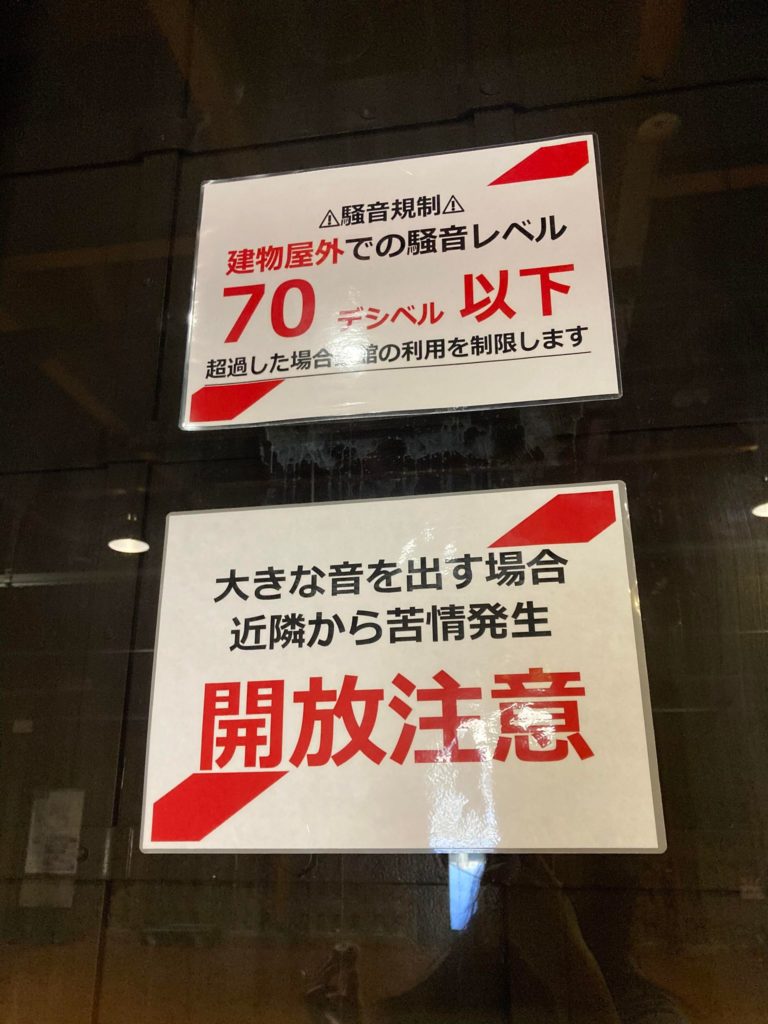 ⚠騒音規制⚠
建物屋外での騒音レベル
70 デシベル 以下
超過した場合 館の利用を制限します
大きな音を出す場合
近隣から苦情発生
開放注意